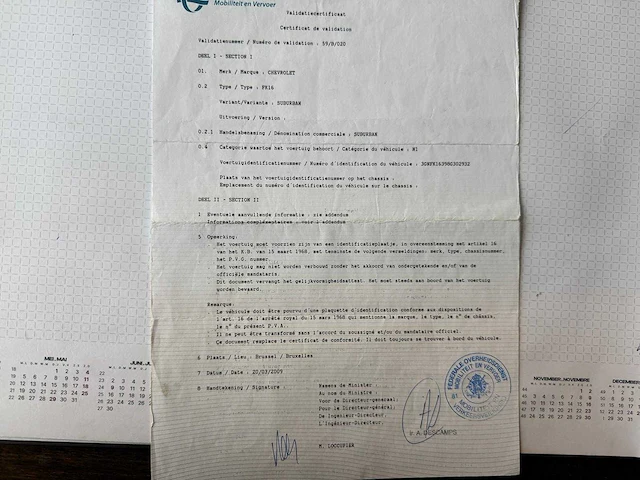 Mobiliteit en Vervoer
Validatiecertificaat
Certificat de validation
Validatienummer / Numéro de validation : 59/B/020
DEEL I - SECTION I
01. Merk / Marque : CHEVROLET
0.2 Type / Type : FK16
Variant/Variante : SUBURBAN
Uitvoering / Version :
0.2.1 Handelsbenaming / Dénomination commerciale : SUBURBAN
0.4 Categorie waartoe het voertuig behoort / Catégorie du véhicule : M1
Voertuigidentificatienummer / Numéro d'identification du véhicule :
Plaats van het voertuigidentificatienummer op het chassis :
Emplacement du numéro d'identification du véhicule sur le chassis :
DEEL II - SECTION II
1 Eventuele aanvullende informatie : zie addendum
Informations complémentaires : voir l'addendum
5 Opmerking:
Het voertuig moet voorzien zijn van een identificatieplaatje, in overeenstemming met artikel 16
van het K.B. van 15 maart 1968, met tenminste de volgende vermeldingen: merk, type, chassisnummer,
het P.V.G. nummer.
Het voertuig mag niet worden verbouwd zonder het akkoord van ondergetekende en/of van de
officiële mandataris.
Dit document vervangt het gelijkvormigheidsattest. Het moet steeds aan boord van het voertuig
worden bewaard.
Remarque :
Le véhicule doit être pourvu d'une plaquette d'identification conforme aux dispositions de
l'art. 16 de l'arrêté royal du 15 mars 1968 qui mentionne la marque, le type, le n° de châssis,
le n° du présent P.V.A.
Il ne peut être transformé sans l'accord du soussigné et/ou du mandataire officiel.
Ce document remplace le certificat de conformité. Il doit toujours se trouver à bord du véhicule.
6 Plaats / Lieu : Brussel / Bruxelles
7 Datum / Date : 20/03/2009
8 Handtekening / Signature
Namens de Minister :
Au nom du Ministre :
Voor de Directeur-generaal:
Pour le Directeur-général:
De Ingenieur-Directeur:
L'Ingénieur-Directeur:
A. DESCAMPS
FEDERALE OVERHEIDSDIENST
MOBILITEIT EN VERVOER
MOBILITEIT
61
MEI, MAI
JUNI, JU
NOVEMBER, NOVEMBRE
DECEMBER